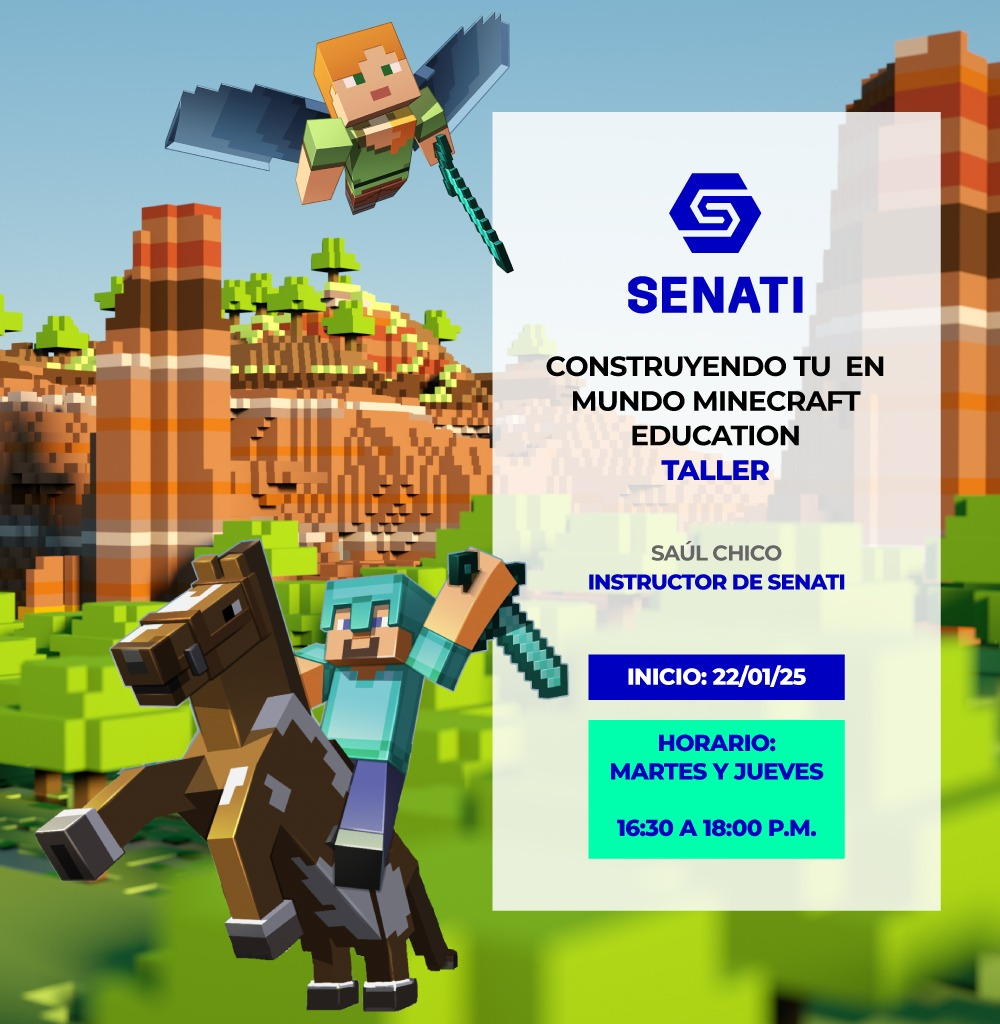 SENATI
CONSTRUYENDO TU  EN
MUNDO MINECRAFT
EDUCATION
TALLER
SAÚL CHICO
INSTRUCTOR DE SENATI
INICIO: 22/01/25
HORARIO:
MARTES Y JUEVES
16:30 A 18:00 P.M.